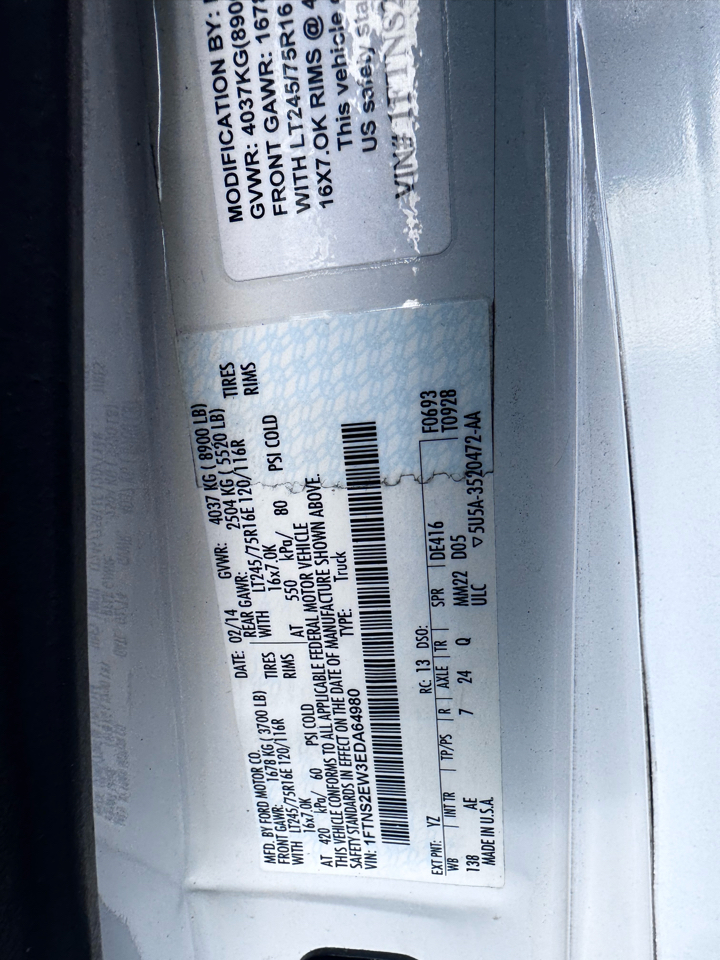 MODIFICATION BY:
GVWR: 4037KG(890
FRONT GAWR: 167
WITH LT245/75R16
16X7.OK RIMS @ 4
This vehicle
US safety sta
VIN# 1FTNS2
MFD. BY FORD MOTOR CO.
DATE: 02/14 GVWR: 4037 KG ( 8900 LB)
FRONT GAWR: 1678 KG ( 3700 LB) REAR GAWR: 2504 KG ( 5520 LB)
WITH LT245/75R16E 120/116R TIRES WITH LT245/75R16E 120/116R TIRES
16x7.0K RIMS 16x7.0K RIMS
AT 420 kPa/ 60 PSI COLD AT 550 kPa/ 80 PSI COLD
THIS VEHICLE CONFORMS TO ALL APPLICABLE FEDERAL MOTOR VEHICLE
SAFETY STANDARDS IN EFFECT ON THE DATE OF MANUFACTURE SHOWN ABOVE.
VIN: 1FTNS2EW3EDA64980 TYPE: Truck
EXT PNT: YZ RC: 13 DSO: F0693
WB INT TR TP/PS R AXLE TR SPR DE416 T0928
138 AE 7 24 Q MM22 D05
MADE IN U.S.A. ULC ▽5U5A-3520472-AA